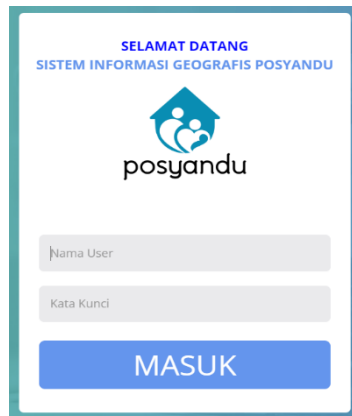 SELAMAT DATANG
SISTEM INFORMASI GEOGRAFIS POSYANDU
posyandu
Nama User
Kata Kunci
MASUK